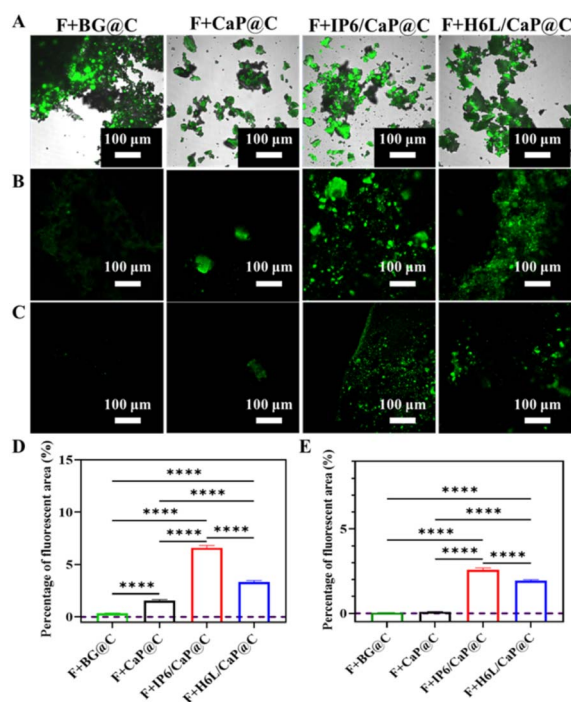 A F+BG@C F+CaP@C F+IP6/CaP@C F+H6L/CaP@C
100 μm 100 μm 100 μm 100 μm
B
100 μm 100 μm 100 μm 100 μm
C
100 μm 100 μm 100 μm 100 μm
D
Percentage of fluorescent area (%)
15
10
5
0
****
****
****
**** ****
****
F+BG@C
F+CaP@C
F+IP6/CaP@C
F+H6L/CaP@C
E
Percentage of fluorescent area (%)
0
****
****
****
**** ****
F+BG@C
F+CaP@C
F+IP6/CaP@C
F+H6L/CaP@C